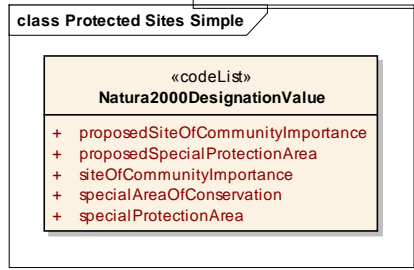 class Protected Sites Simple
«codeList»
Natura2000DesignationValue
+ proposedSiteOfCommunityImportance
+ proposedSpecialProtectionArea
+ siteOfCommunityImportance
+ specialAreaOfConservation
+ specialProtectionArea